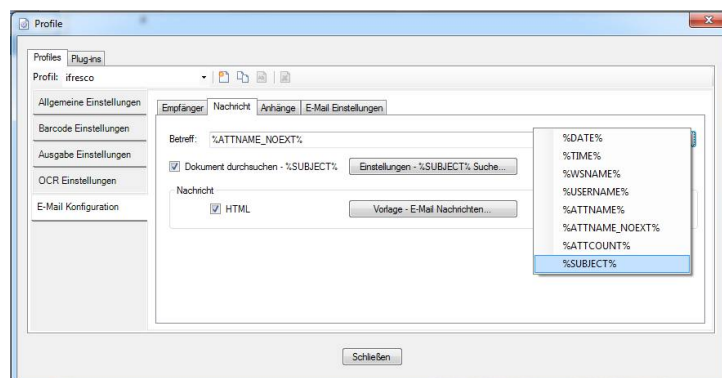 Profile
Profiles Plug-ins
Profil: ifresco
Allgemeine Einstellungen
Barcode Einstellungen
Ausgabe Einstellungen
OCR Einstellungen
E-Mail Konfiguration
Empfänger Nachricht Anhänge E-Mail Einstellungen
Betreff: %ATTNAME_NOEXT%
Dokument durchsuchen - %SUBJECT% Einstellungen - %SUBJECT% Suche...
Nachricht
HTML Vorlage - E-Mail Nachrichten...
%DATE%
%TIME%
%WSNAME%
%USERNAME%
%ATTNAME%
%ATTNAME_NOEXT%
%ATTCOUNT%
%SUBJECT%
Schließen